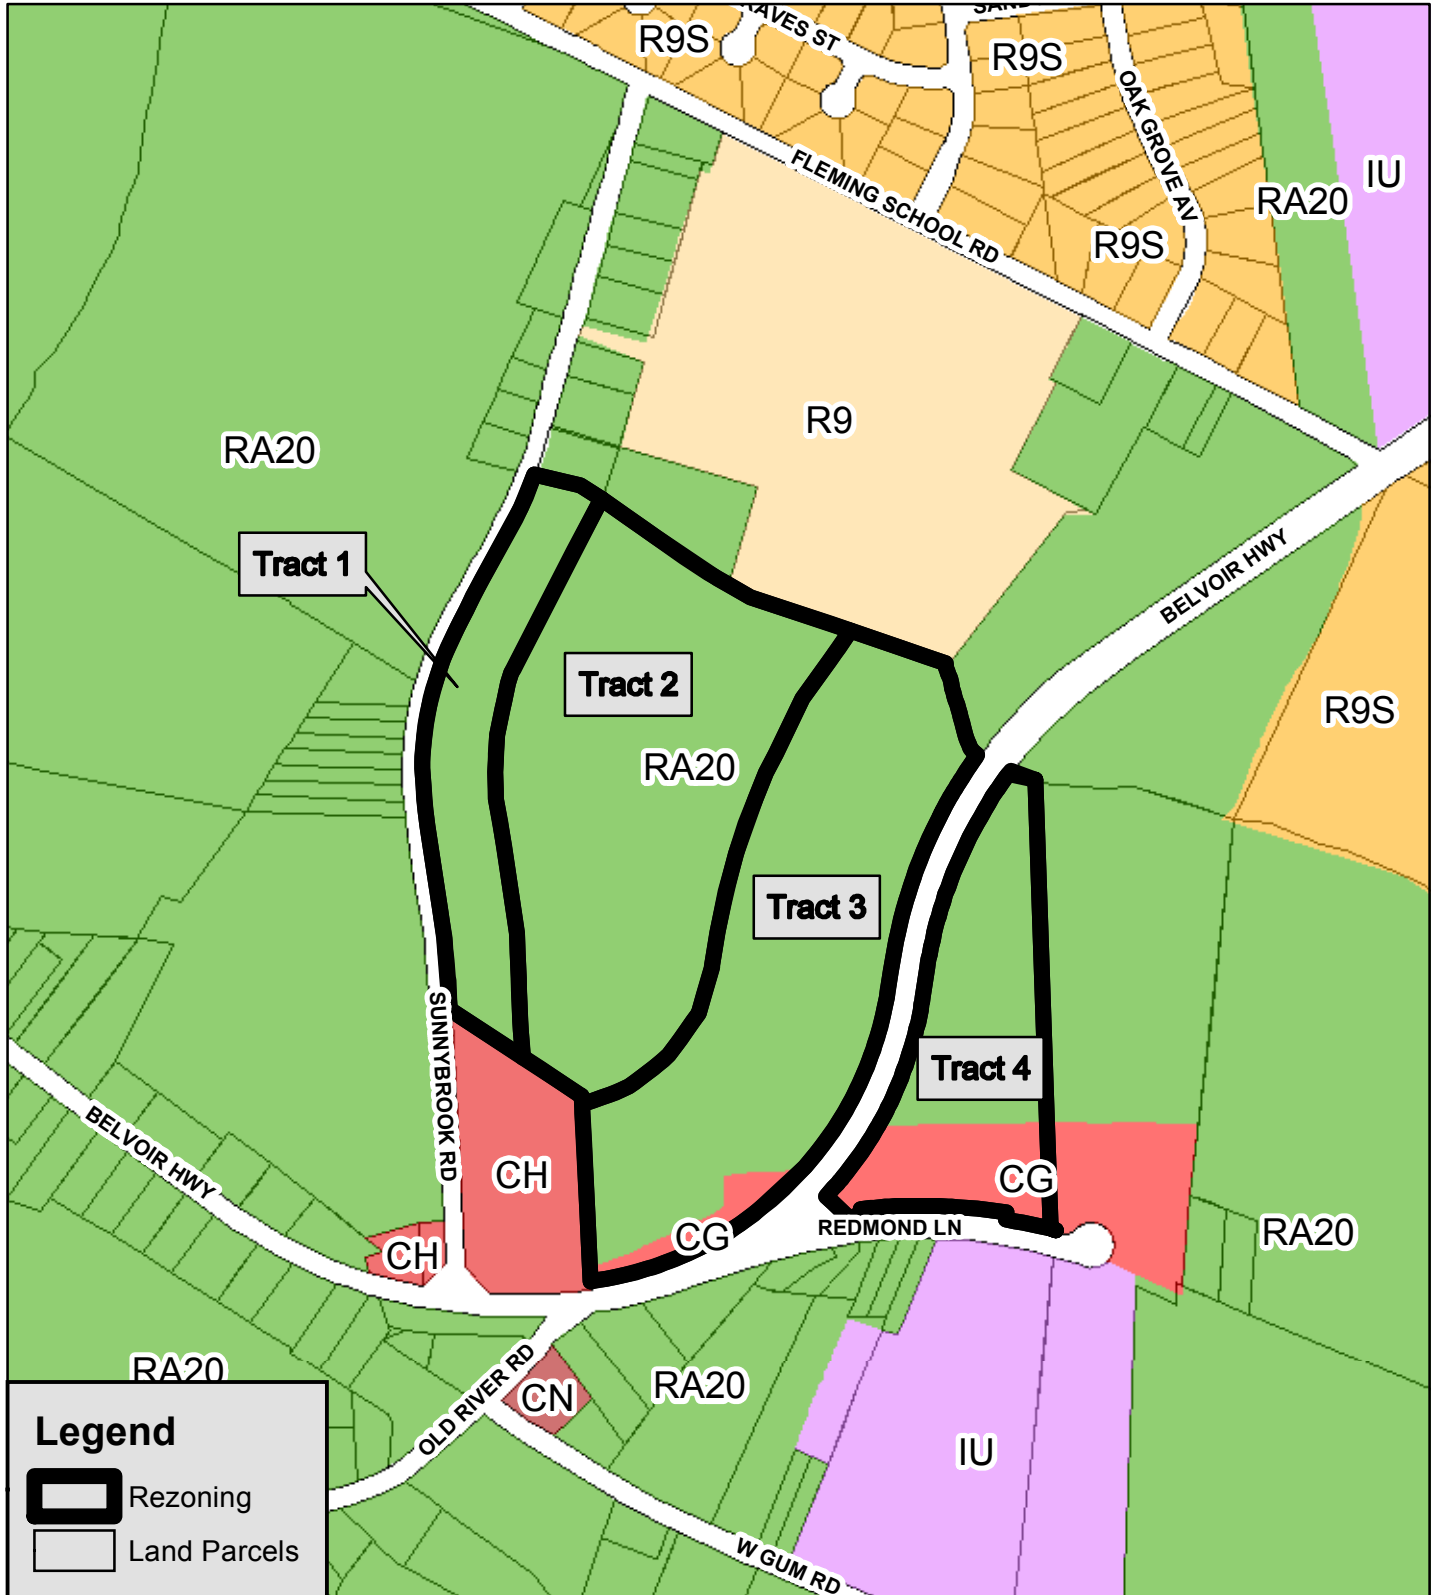 RAVES ST
R9S
R9S
OAK GROVE AV
IU
RA20
FLEMING SCHOOL RD
R9S
R9
RA20
BELVOIR HWY
Tract 1
Tract 2
R9S
RA20
Tract 3
SUNNYBROOK RD
Tract 4
BELVOIR HWY
CH
CG
CG
REDMOND LN
RA20
CH
RA20
OLD RIVER RD
CN
RA20
IU
W GUM RD
Legend
Rezoning
Land Parcels